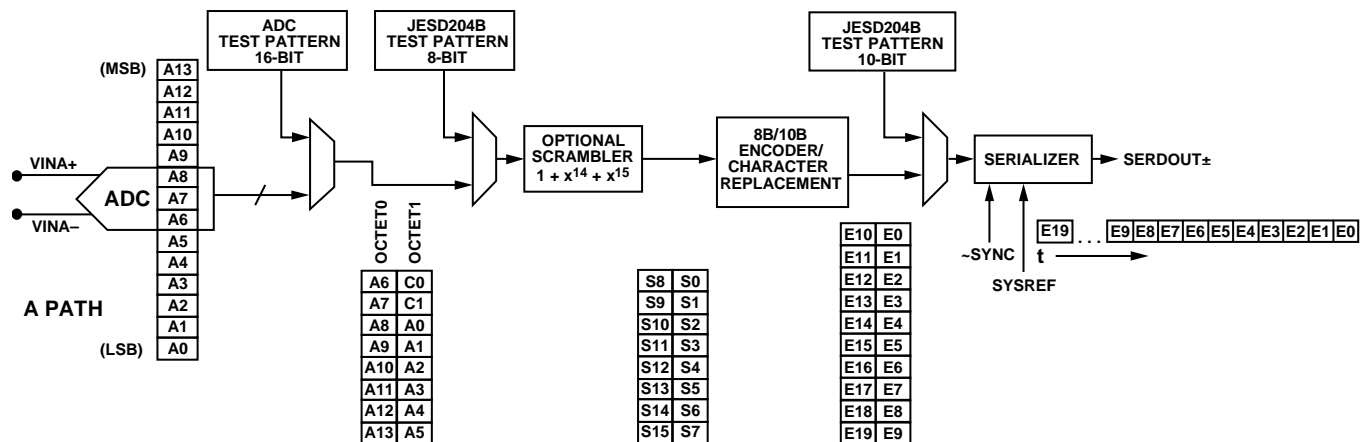 ADC
TEST PATTERN
16-BIT
JESD204B
TEST PATTERN
8-BIT
JESD204B
TEST PATTERN
10-BIT
(MSB)
A13
A12
A11
A10
A9
A8
A7
A6
A5
A4
A3
A2
A1
A0
(LSB)
VINA+
ADC
VINA−
A PATH
OPTIONAL
SCRAMBLER
1 + x14 + x15
8B/10B
ENCODER/
CHARACTER
REPLACEMENT
SERIALIZER
SERDOUT±
~SYNC
SYSREF
E19 . . . E9 E8 E7 E6 E5 E4 E3 E2 E1 E0
t
OCTET0
OCTET1
A6 C0
A7 C1
A8 A0
A9 A1
A10 A2
A11 A3
A12 A4
A13 A5
S8 S0
S9 S1
S10 S2
S11 S3
S12 S4
S13 S5
S14 S6
S15 S7
E10 E0
E11 E1
E12 E2
E13 E3
E14 E4
E15 E5
E16 E6
E17 E7
E18 E8
E19 E9